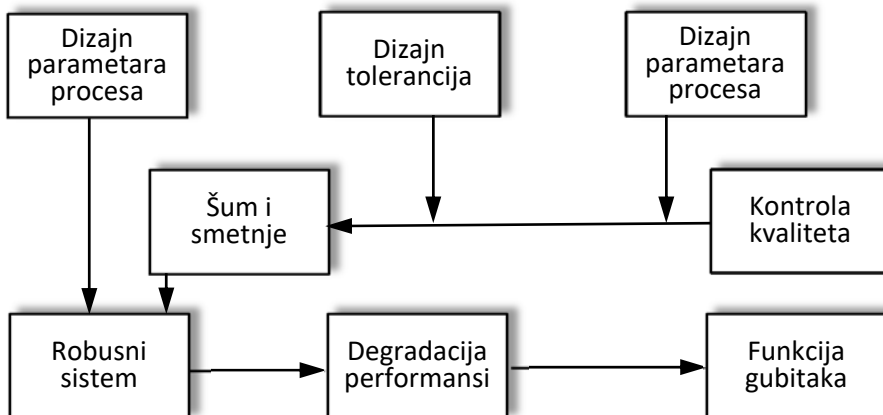 Dizajn
parametara
procesa
Dizajn
tolerancija
Dizajn
parametara
procesa
Šum i
smetnje
Kontrola
kvaliteta
Robusni
sistem
Degradacija
performansi
Funkcija
gubitaka